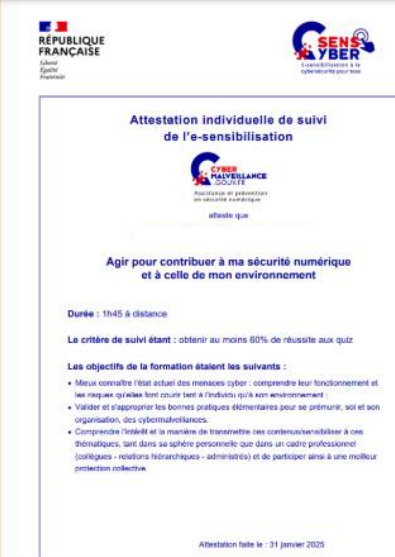 RÉPUBLIQUE
FRANÇAISE
Liberté
Égalité
Fraternité
SENS
CYBER
E-sensibilisation à la
cybersécurité pour tous
Attestation individuelle de suivi
de l'e-sensibilisation
CYBER
MALVEILLANCE
.GOUV.FR
Assistance et prévention
en sécurité numérique
atteste que
Agir pour contribuer à ma sécurité numérique
et à celle de mon environnement
Durée : 1h45 à distance
Le critère de suivi étant : obtenir au moins 60% de réussite aux quiz
Les objectifs de la formation étaient les suivants :
• Mieux connaître l'état actuel des menaces cyber : comprendre leur fonctionnement et
les risques qu'elles font courir tant à l'individu qu'à son environnement ;
• Valider et s'approprier les bonnes pratiques élémentaires pour se prémunir, soi et son
organisation, des cybermalveillances.
• Comprendre l'intérêt et la manière de transmettre ces contenus/sensibiliser à ces
thématiques, tant dans sa sphère personnelle que dans un cadre professionnel
(collègues - relations hiérarchiques - administrés) et de participer ainsi à une meilleur
protection collective.
Attestation faite le : 31 janvier 2025